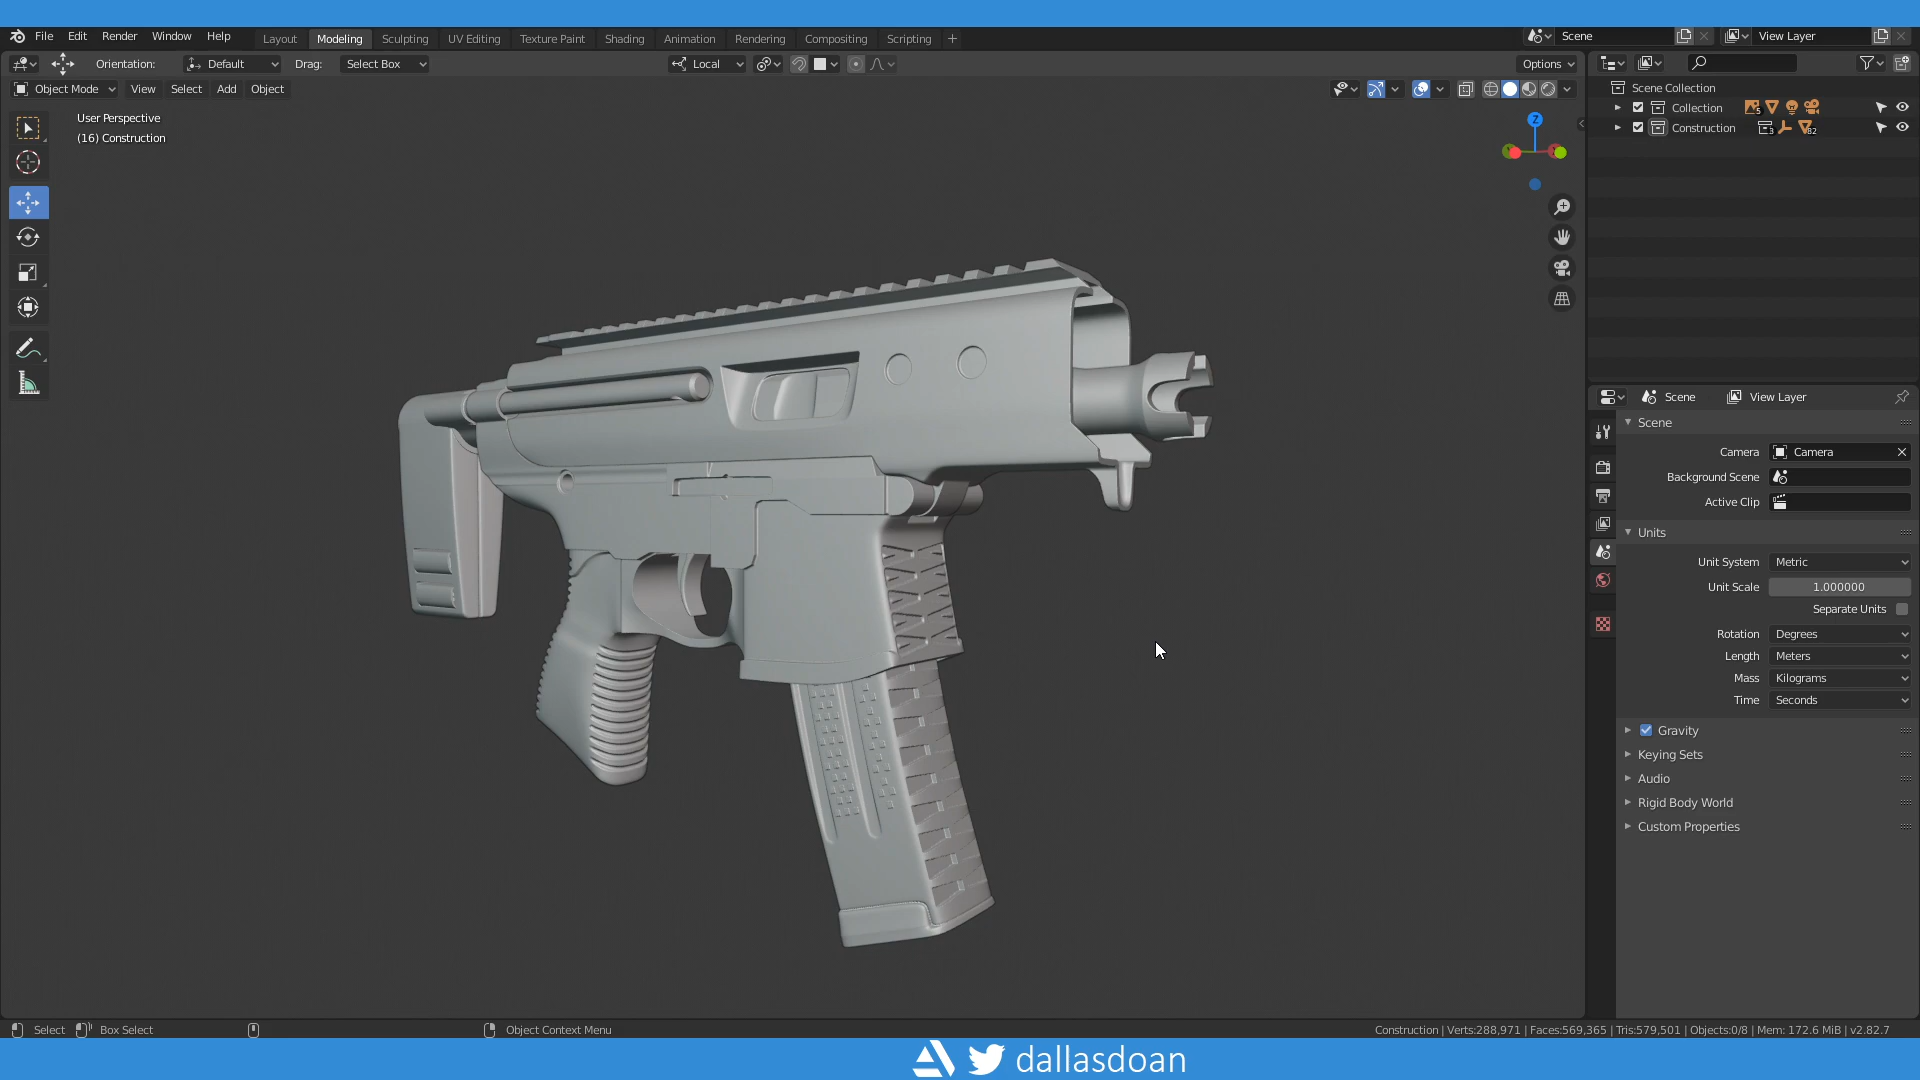 File Edit Render Window Help Layout Modeling Sculpting UV Editing Texture Paint Shading Animation Rendering Compositing Scripting + Scene View Layer
Orientation: Default Drag: Select Box Local Options
Object Mode View Select Add Object
User Perspective
(16) Construction
Z
Scene Collection
Collection 5
Construction 3 82
Scene View Layer
Scene
Camera Camera
Background Scene
Active Clip
Units
Unit System Metric
Unit Scale 1.000000
Separate Units
Rotation Degrees
Length Meters
Mass Kilograms
Time Seconds
Gravity
Keying Sets
Audio
Rigid Body World
Custom Properties
Select Box Select Object Context Menu Construction | Verts:288,971 | Faces:569,365 | Tris:579,501 | Objects:0/8 | Mem: 172.6 MiB | v2.82.7
dallasdoan